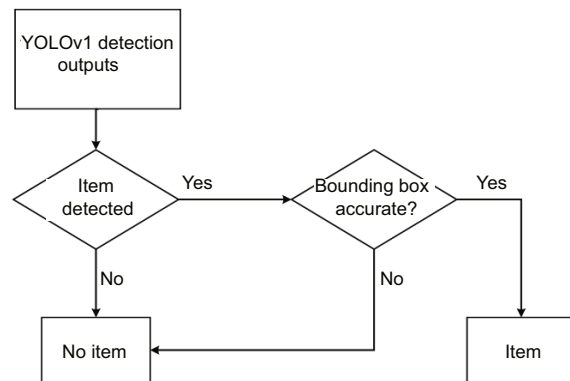 YOLOv1 detection
outputs
Item
detected
Yes
Bounding box
accurate?
Yes
No
No
No item
Item